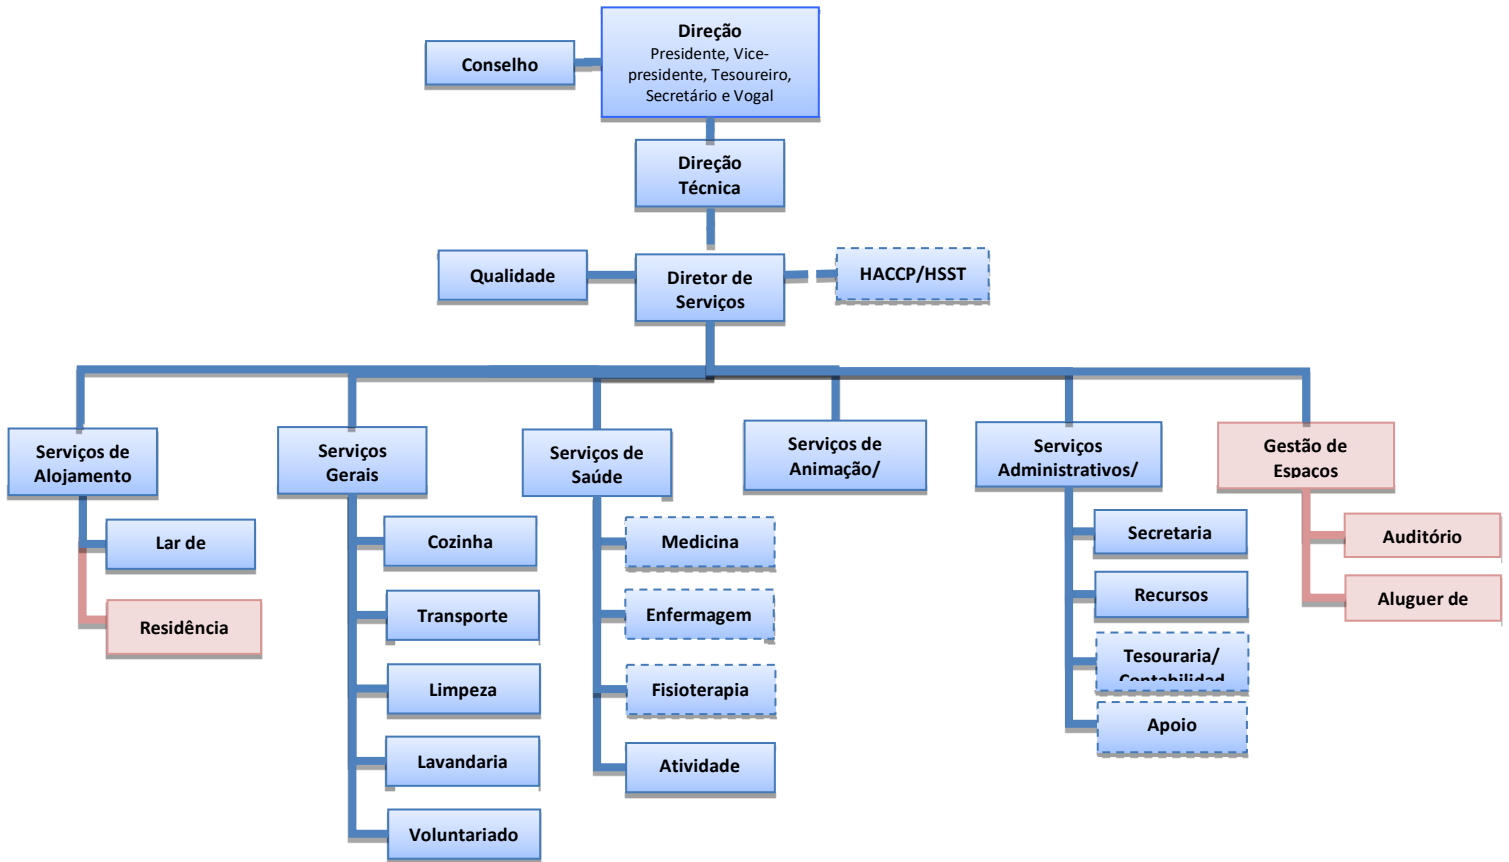 Direção
Presidente, Vice-
presidente, Tesoureiro,
Secretário e Vogal
Conselho
Direção
Técnica
Qualidade
Diretor de
Serviços
HACCP/HSST
Serviços de
Alojamento
Lar de
Residência
Serviços
Gerais
Cozinha
Transporte
Limpeza
Lavandaria
Voluntariado
Serviços de
Saúde
Medicina
Enfermagem
Fisioterapia
Atividade
Serviços de
Animação/
Serviços
Administrativos/
Secretaria
Recursos
Tesouraria/
Contabilidad
Apoio
Gestão de
Espaços
Auditório
Aluguer de